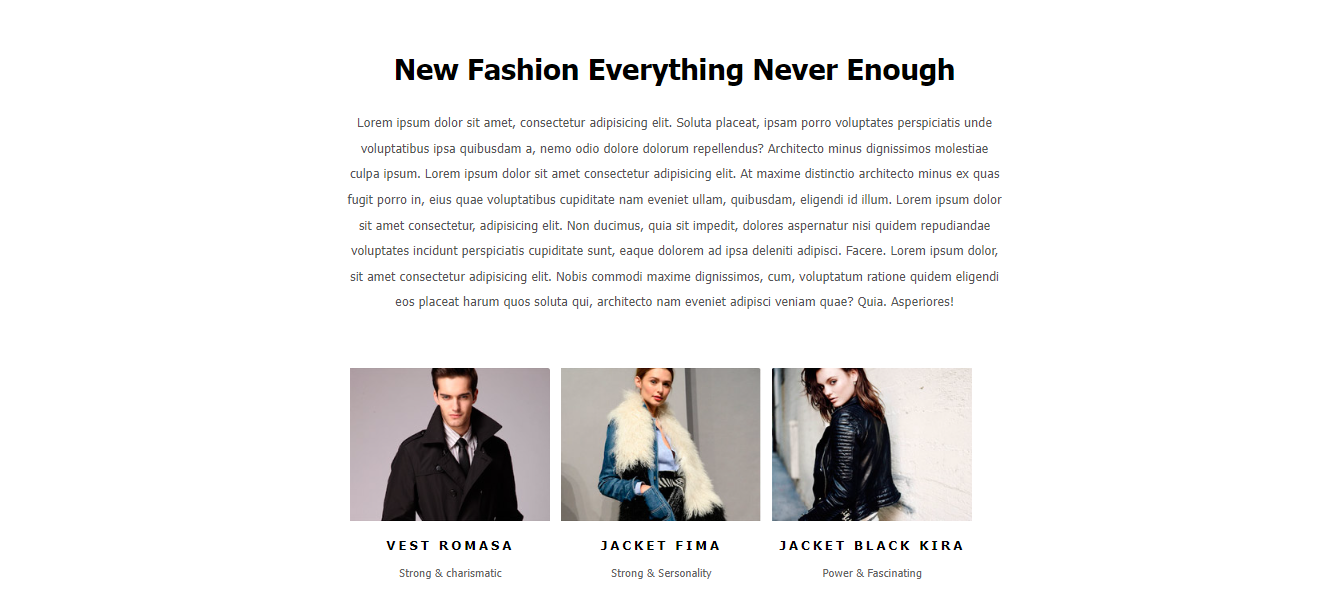 New Fashion Everything Never Enough
Lorem ipsum dolor sit amet, consectetur adipisicing elit. Soluta placeat, ipsam porro voluptates perspiciatis unde
voluptatibus ipsa quibusdam a, nemo odio dolore dolorum repellendus? Architecto minus dignissimos molestiae
culpa ipsum. Lorem ipsum dolor sit amet consectetur adipisicing elit. At maxime distinctio architecto minus ex quas
fugit porro in, eius quae voluptatibus cupiditate nam eveniet ullam, quibusdam, eligendi id illum. Lorem ipsum dolor
sit amet consectetur, adipisicing elit. Non ducimus, quia sit impedit, dolores aspernatur nisi quidem repudiandae
voluptates incidunt perspiciatis cupiditate sunt, eaque dolorem ad ipsa deleniti adipisci. Facere. Lorem ipsum dolor,
sit amet consectetur adipisicing elit. Nobis commodi maxime dignissimos, cum, voluptatum ratione quidem eligendi
eos placeat harum quos soluta qui, architecto nam eveniet adipisci veniam quae? Quia. Asperiores!
VEST ROMASA
Strong & charismatic
JACKET FIMA
Strong & Sersonality
JACKET BLACK KIRA
Power & Fascinating